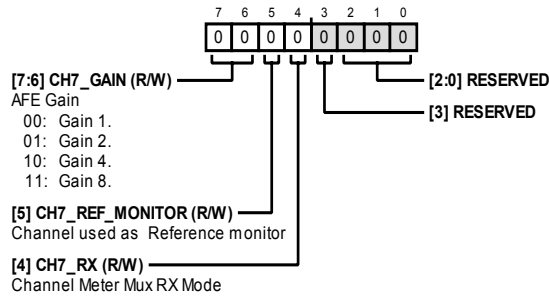 7 6 5 4 3 2 1 0
0 0 0 0 0 0 0 0
[7:6] CH7_GAIN (R/W)
AFE Gain
00: Gain 1.
01: Gain 2.
10: Gain 4.
11: Gain 8.
[5] CH7_REF_MONITOR (R/W)
Channel used as Reference monitor
[4] CH7_RX (R/W)
Channel Meter Mux RX Mode
[2:0] RESERVED
[3] RESERVED